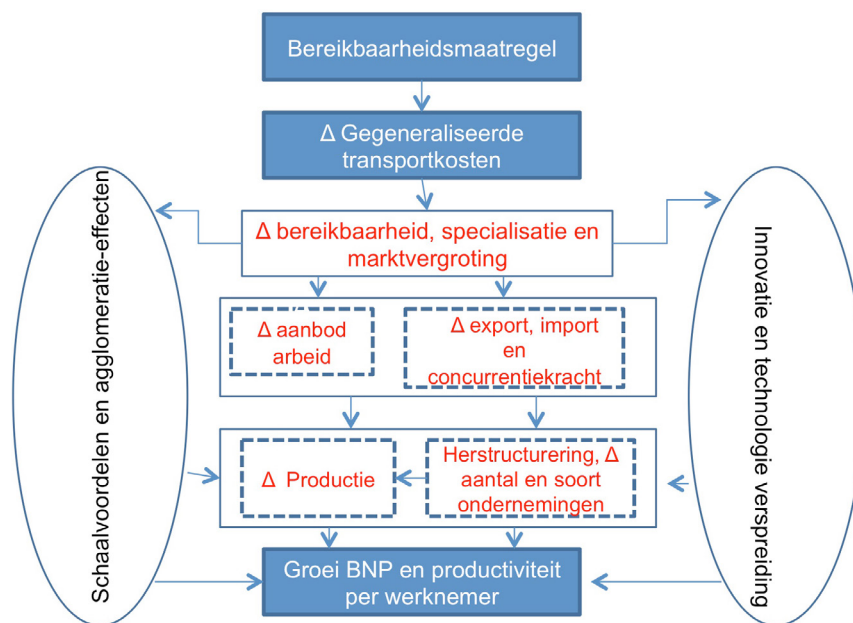 Bereikbaarheidsmaatregel
Δ Gegeneraliseerde
transportkosten
Δ bereikbaarheid, specialisatie en
marktvergroting
Δ aanbod
arbeid
Δ export, import
en
concurrentiekracht
Δ Productie
Herstructurering, Δ
aantal en soort
ondernemingen
Groei BNP en productiviteit
per werknemer
Schaalvoordelen en agglomeratie-effecten
Innovatie en technologie verspreiding